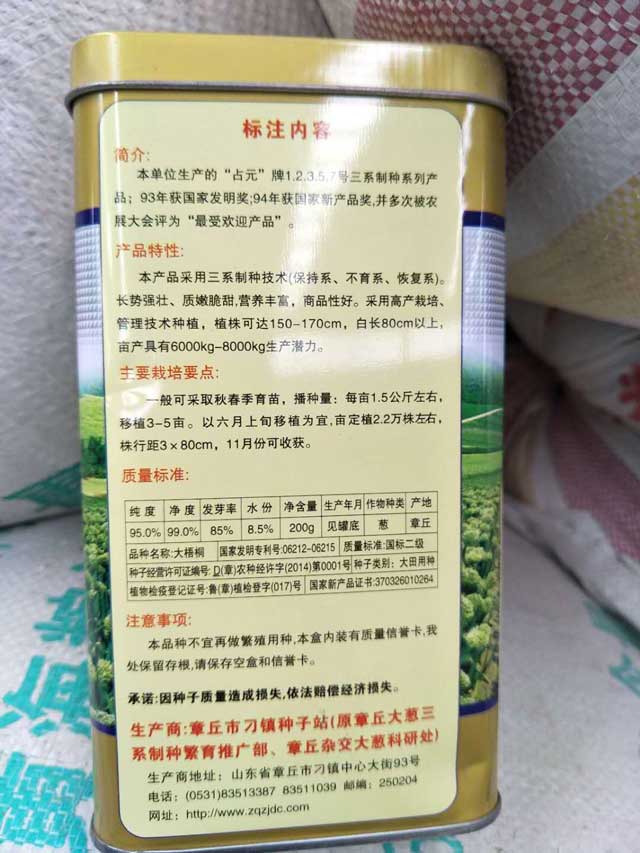 标注内容
简介:
本单位生产的“占元”牌1,2,3,5,7号三系制种系列产
品；93年获国家发明奖;94年获国家新产品奖,并多次被农
展大会评为“最受欢迎产品”。
产品特性:
本产品采用三系制种技术(保持系、不育系、恢复系)。
长势强壮、质嫩脆甜,营养丰富，商品性好。采用高产栽培、
管理技术种植，植株可达150-170cm，白长80cm以上，
亩产具有6000kg-8000kg生产潜力。
主要栽培要点:
一般可采取秋春季育苗，播种量：每亩1.5公斤左右，
移植3-5亩。以六月上旬移植为宜,亩定植2.2万株左右，
株行距3×80cm，11月份可收获。
质量标准:
纯度 净度 发芽率 水份 净含量 生产年月 作物种类 产地
95.0% 99.0% 85% 8.5% 200g 见罐底 葱 章丘
品种名称:大梧桐 国家发明专利号:06212-06215 质量标准:国标二级
种子经营许可证编号: D(章)农种经许字(2014)第0001号 种子类别：大田用种
植物检疫登记证号:鲁(章)植检登字(017)号 国家新产品证书:370326010264
注意事项:
本品种不宜再做繁殖用种,本盒内装有质量信誉卡,我
处保留存根,请保存空盒和信誉卡。
承诺:因种子质量造成损失,依法赔偿经济损失。
生产商:章丘市刁镇种子站(原章丘大葱三
系制种繁育推广部、章丘杂交大葱科研处)
生产商地址：山东省章丘市刁镇中心大街93号
电话：(0531)83513387 83511039 邮编：250204
网址：http://www.zqzjdc.com